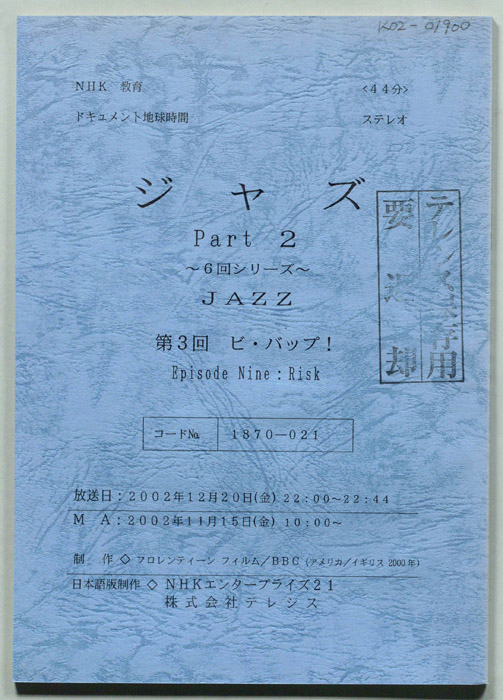 K02-01900
NHK 教育 <44分>
ドキュメント地球時間 ステレオ
ジャズ
Part 2
～6回シリーズ～
JAZZ
第3回 ビ・バップ！
Episode Nine：Risk
テレシス保存用
要返却
コード№ 1870-021
放送日：2002年12月20日(金) 22:00～22:44
MA：2002年11月15日(金) 10:00～
制作◇フロレンティーン フィルム／BBC (アメリカ／イギリス 2000年)
日本語版制作◇NHKエンタープライズ21
株式会社テレシス